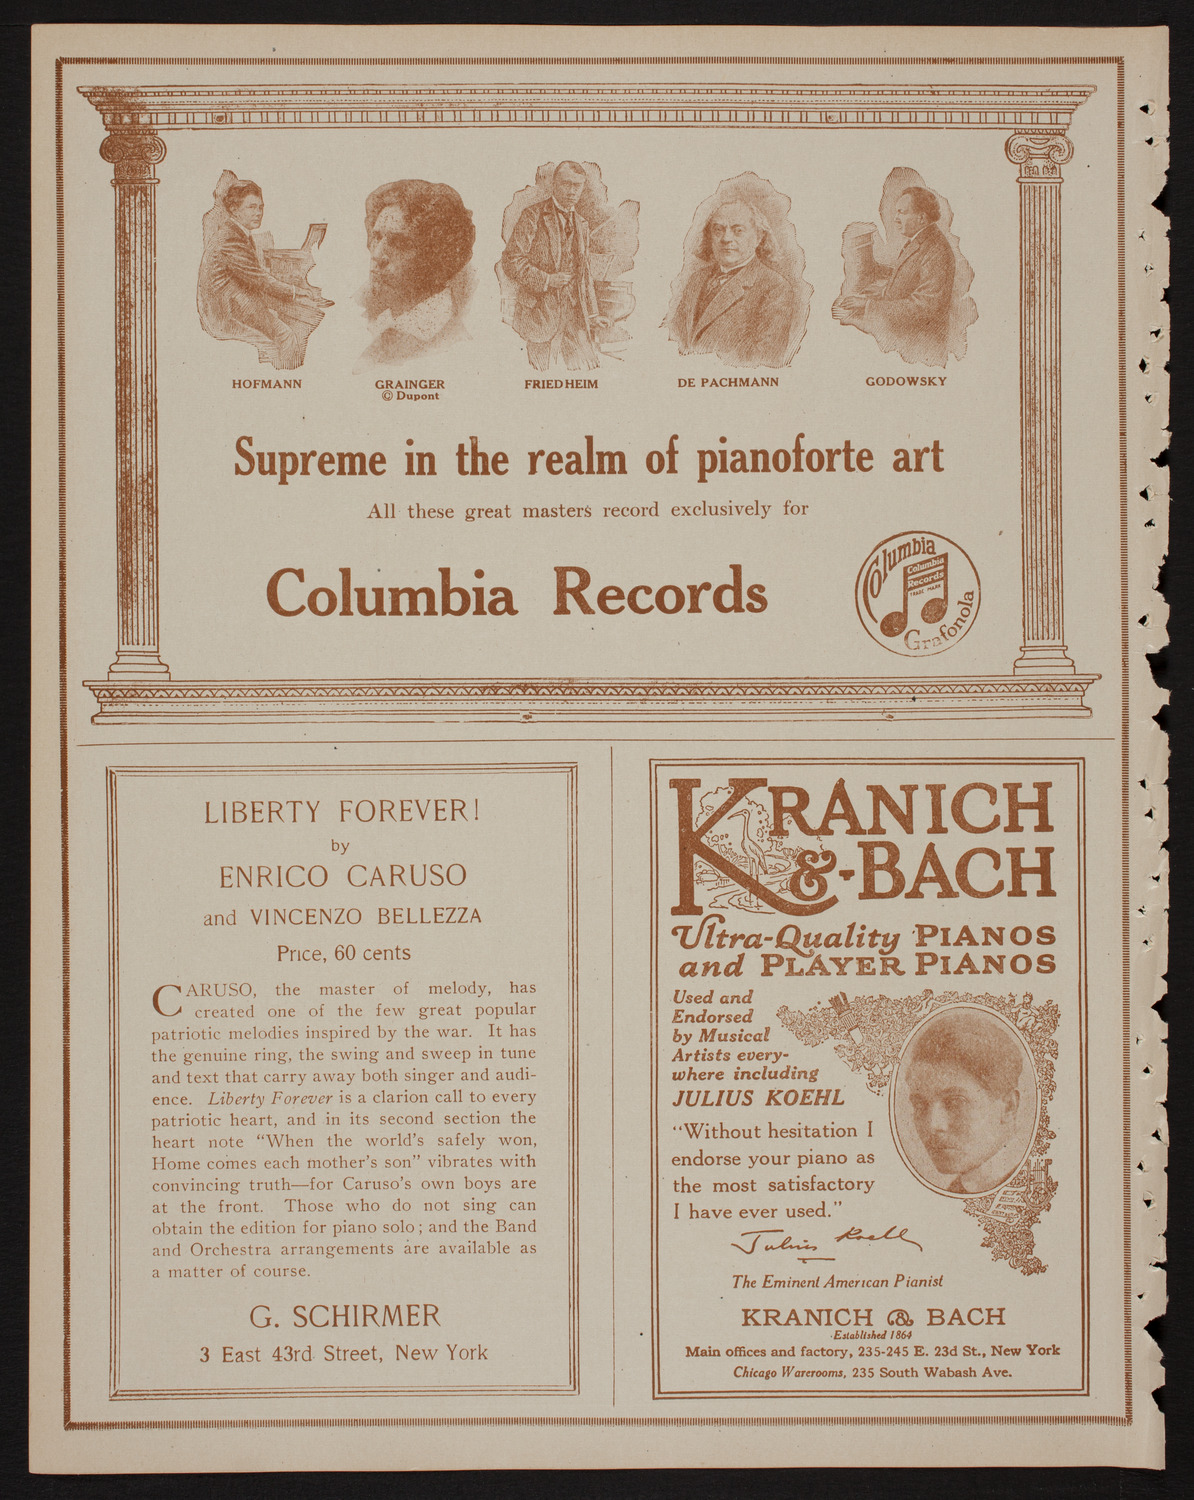 HOFMANN
GRAINGER
© Dupont
FRIEDHEIM
DE PACHMANN
GODOWSKY
Supreme in the realm of pianoforte art
All these great masters record exclusively for
Columbia Records
Columbia
Columbia
Records
TRADE MARK
Grafonola
LIBERTY FOREVER!
by
ENRICO CARUSO
and VINCENZO BELLEZZA
Price, 60 cents
CARUSO, the master of melody, has
created one of the few great popular
patriotic melodies inspired by the war. It has
the genuine ring, the swing and sweep in tune
and text that carry away both singer and audi-
ence. Liberty Forever is a clarion call to every
patriotic heart, and in its second section the
heart note “When the world’s safely won,
Home comes each mother’s son” vibrates with
convincing truth—for Caruso’s own boys are
at the front. Those who do not sing can
obtain the edition for piano solo; and the Band
and Orchestra arrangements are available as
a matter of course.
G. SCHIRMER
3 East 43rd Street, New York
KRANICH
&-BACH
Ultra-Quality PIANOS
and PLAYER PIANOS
Used and
Endorsed
by Musical
Artists every-
where including
JULIUS KOEHL
“Without hesitation I
endorse your piano as
the most satisfactory
I have ever used.”
Julius Koehl
The Eminent American Pianist
KRANICH & BACH
Established 1864
Main offices and factory, 235-245 E. 23d St., New York
Chicago Warerooms, 235 South Wabash Ave.